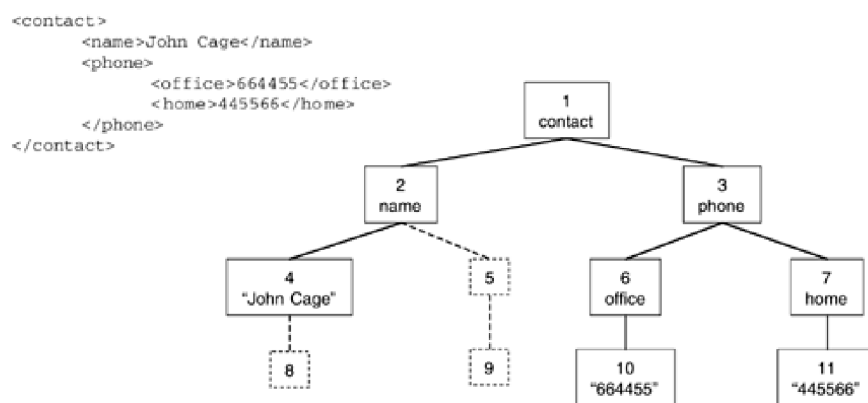 <contact>
<name>John Cage</name>
<phone>
<office>664455</office>
<home>445566</home>
</phone>
</contact>
1
contact
2
name
3
phone
4
“John Cage”
5
6
office
7
home
8
9
10
“664455”
11
“445566”